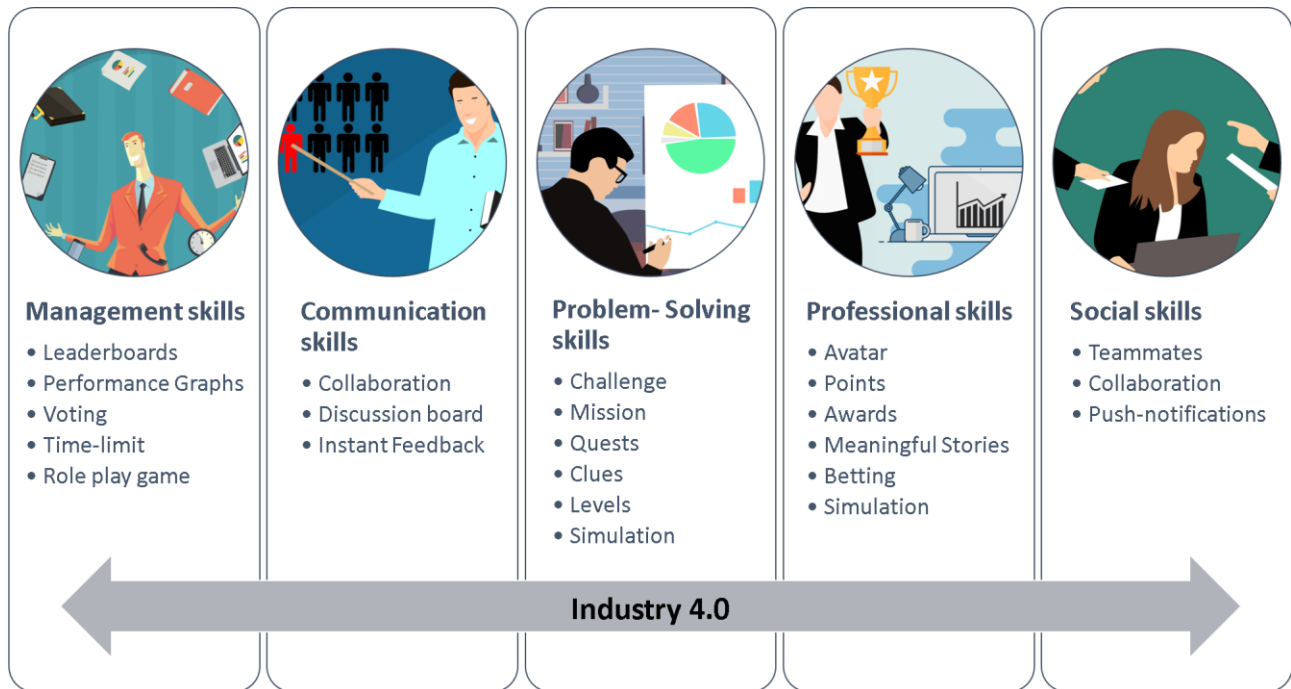 Management skills
• Leaderboards
• Performance Graphs
• Voting
• Time-limit
• Role play game
Communication
skills
• Collaboration
• Discussion board
• Instant Feedback
Problem- Solving
skills
• Challenge
• Mission
• Quests
• Clues
• Levels
• Simulation
Professional skills
• Avatar
• Points
• Awards
• Meaningful Stories
• Betting
• Simulation
Social skills
• Teammates
• Collaboration
• Push-notifications
Industry 4.0